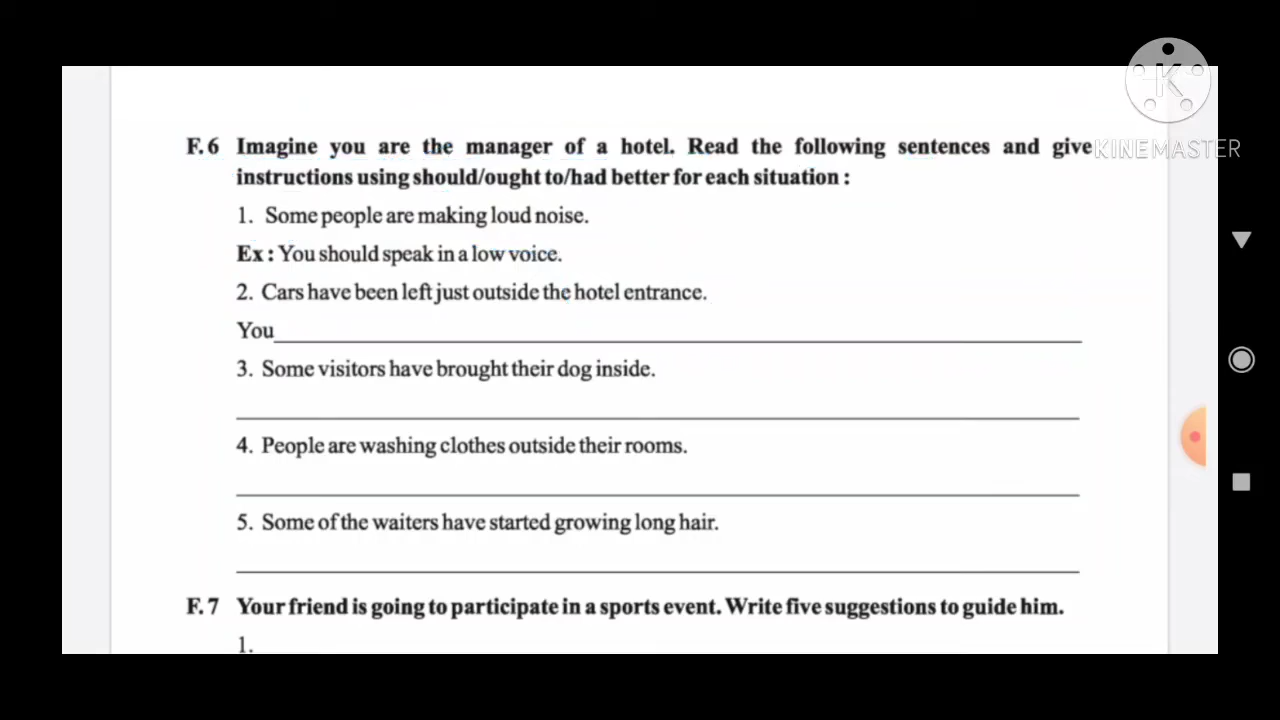 KINEMASTER
F. 6 Imagine you are the manager of a hotel. Read the following sentences and give
instructions using should/ought to/had better for each situation :
1. Some people are making loud noise.
Ex : You should speak in a low voice.
2. Cars have been left just outside the hotel entrance.
You
3. Some visitors have brought their dog inside.
4. People are washing clothes outside their rooms.
5. Some of the waiters have started growing long hair.
F. 7 Your friend is going to participate in a sports event. Write five suggestions to guide him.
1.